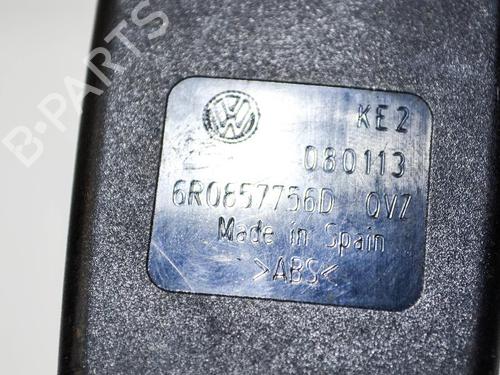 B-PARTS
KE2
080113
6R0857756D QVZ
Made in Spain
>ABS<